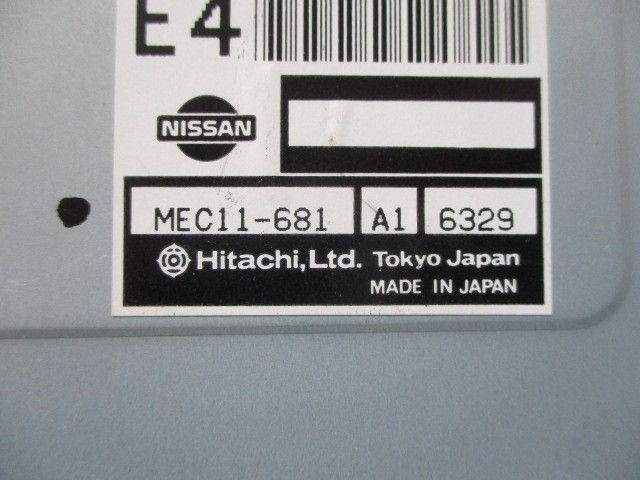 E4
NISSAN
MEC11-681 A1 6329
Hitachi, Ltd. Tokyo Japan
MADE IN JAPAN